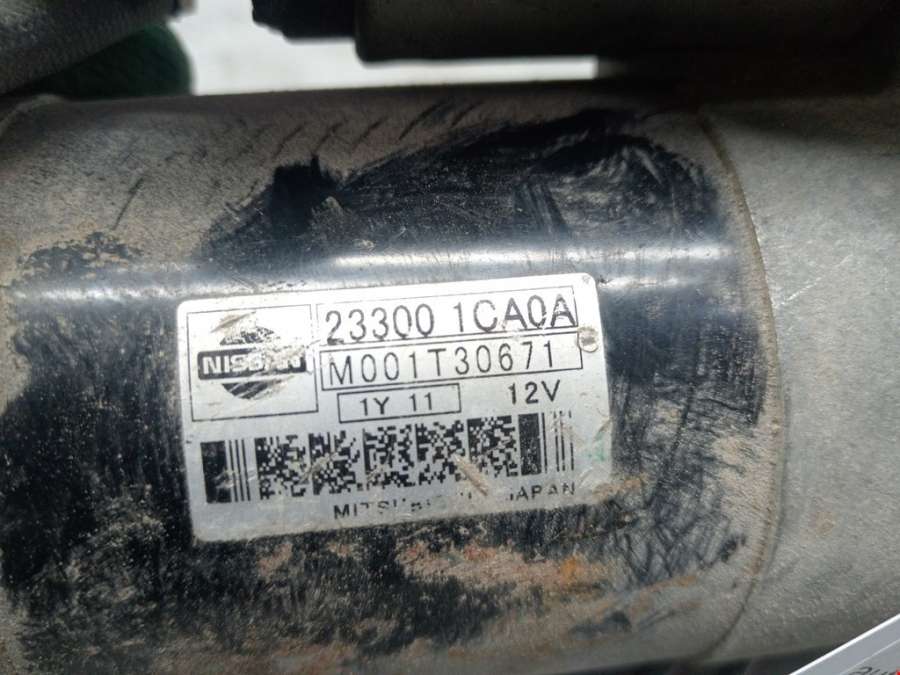 NISSAN
23300 1CA0A
M001T30671
1Y 11
12V
JAPAN